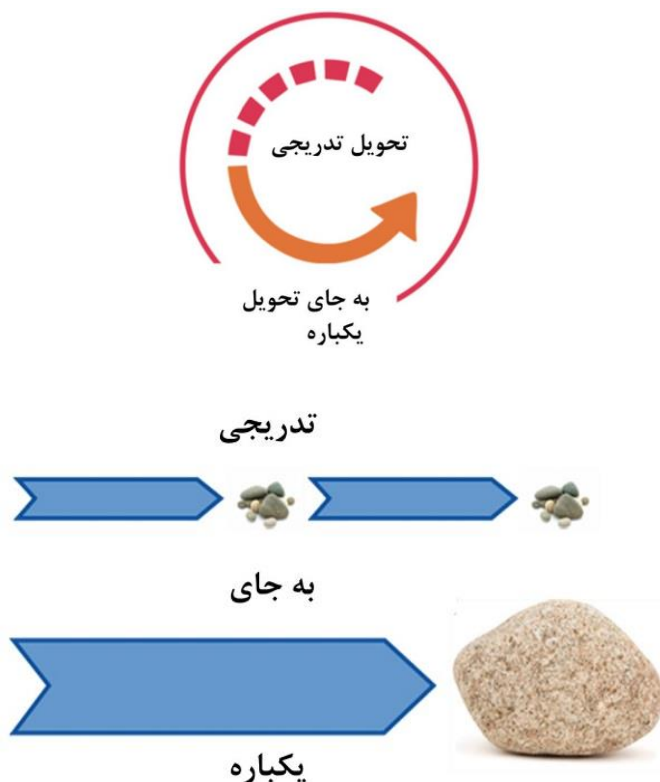 تحویل تدریجی
به جای تحویل
یکباره
تدریجی
به جای
یکباره